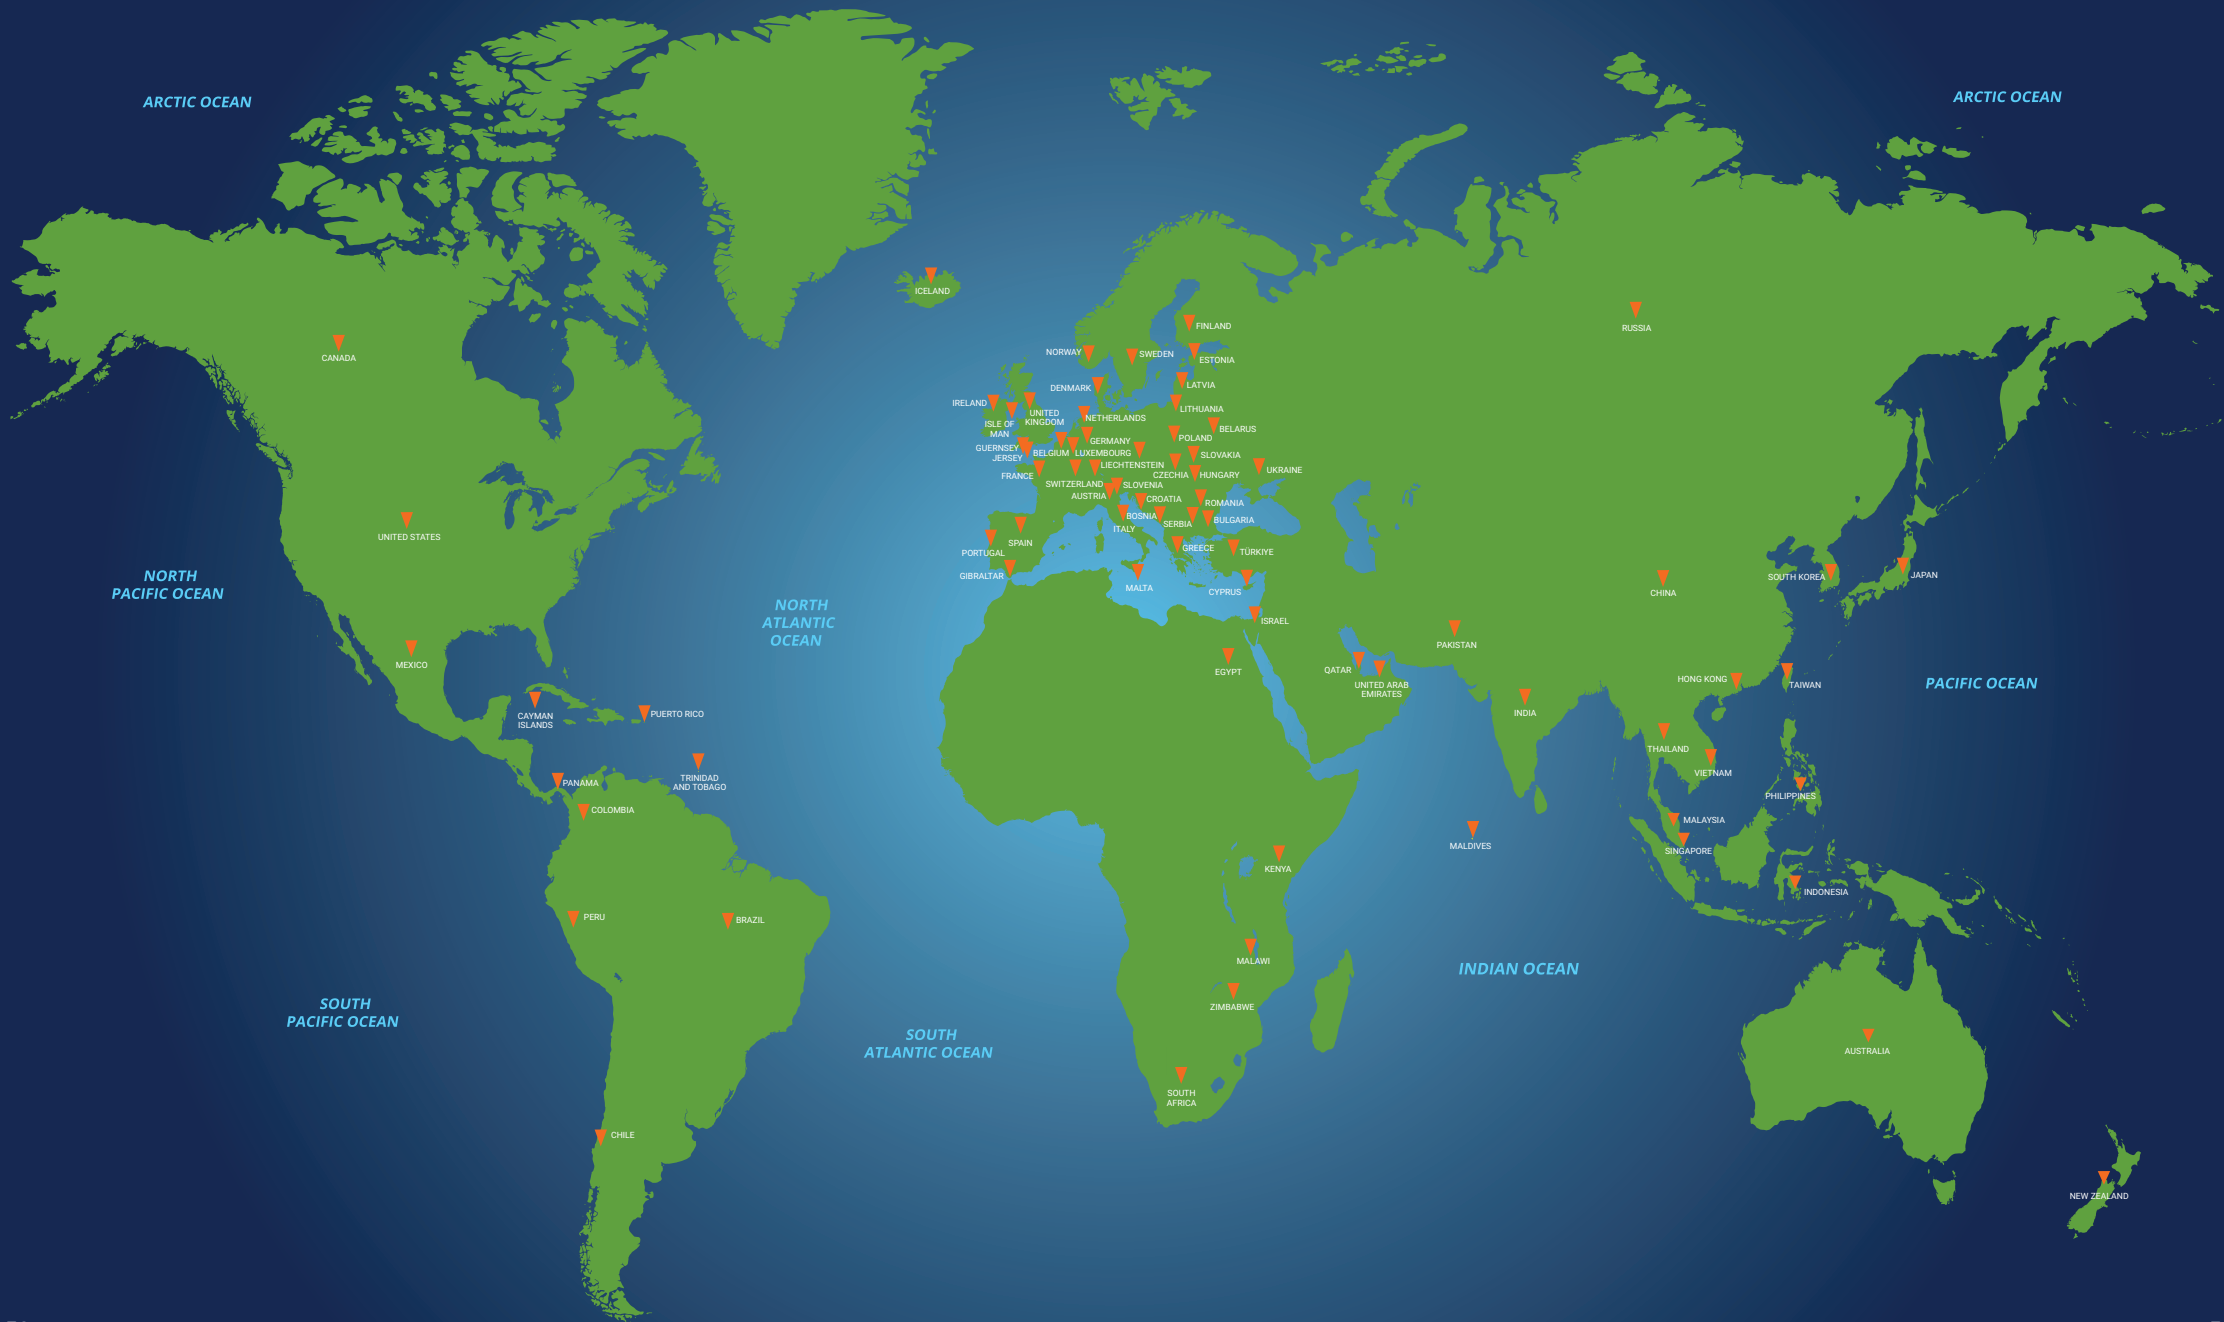 ARCTIC OCEAN
ARCTIC OCEAN
ICELAND
RUSSIA
CANADA
FINLAND
NORWAY
SWEDEN
ESTONIA
DENMARK
LATVIA
IRELAND
LITHUANIA
UNITED
KINGDOM
NETHERLANDS
ISLE OF
MAN
BELARUS
POLAND
GERMANY
GUERNSEY
BELGIUM
LUXEMBOURG
JERSEY
SLOVAKIA
LIECHTENSTEIN
UKRAINE
FRANCE
CZECHIA
HUNGARY
SWITZERLAND
SLOVENIA
AUSTRIA
CROATIA
ROMANIA
BOSNIA
SERBIA
BULGARIA
ITALY
UNITED STATES
SPAIN
PORTUGAL
GREECE
TÜRKIYE
GIBRALTAR
MALTA
CYPRUS
SOUTH KOREA
JAPAN
CHINA
NORTH
PACIFIC OCEAN
NORTH
ATLANTIC
OCEAN
ISRAEL
PAKISTAN
MEXICO
EGYPT
QATAR
UNITED ARAB
EMIRATES
HONG KONG
TAIWAN
PACIFIC OCEAN
INDIA
CAYMAN
ISLANDS
PUERTO RICO
THAILAND
VIETNAM
TRINIDAD
AND TOBAGO
PANAMA
PHILIPPINES
COLOMBIA
MALAYSIA
MALDIVES
SINGAPORE
KENYA
INDONESIA
PERU
BRAZIL
MALAWI
INDIAN OCEAN
ZIMBABWE
SOUTH
PACIFIC OCEAN
SOUTH
ATLANTIC OCEAN
AUSTRALIA
SOUTH
AFRICA
CHILE
NEW ZEALAND